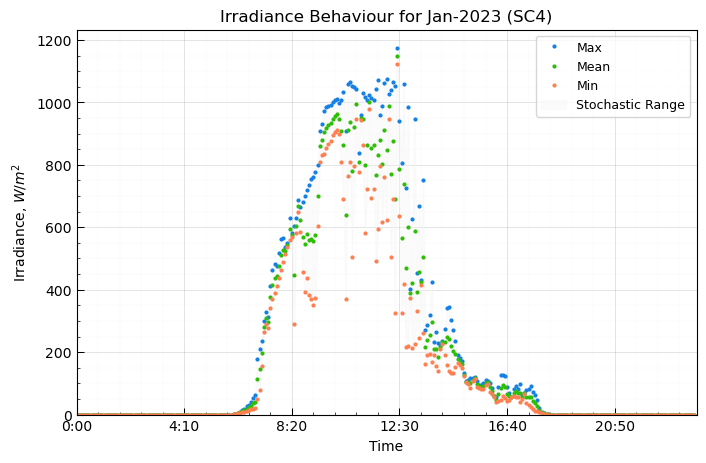 Irradiance Behaviour for Jan-2023 (SC4)
Max
Mean
Min
Stochastic Range
Irradiance, W/m²
1200
1000
800
600
400
200
0
0:00
4:10
8:20
12:30
16:40
20:50
Time